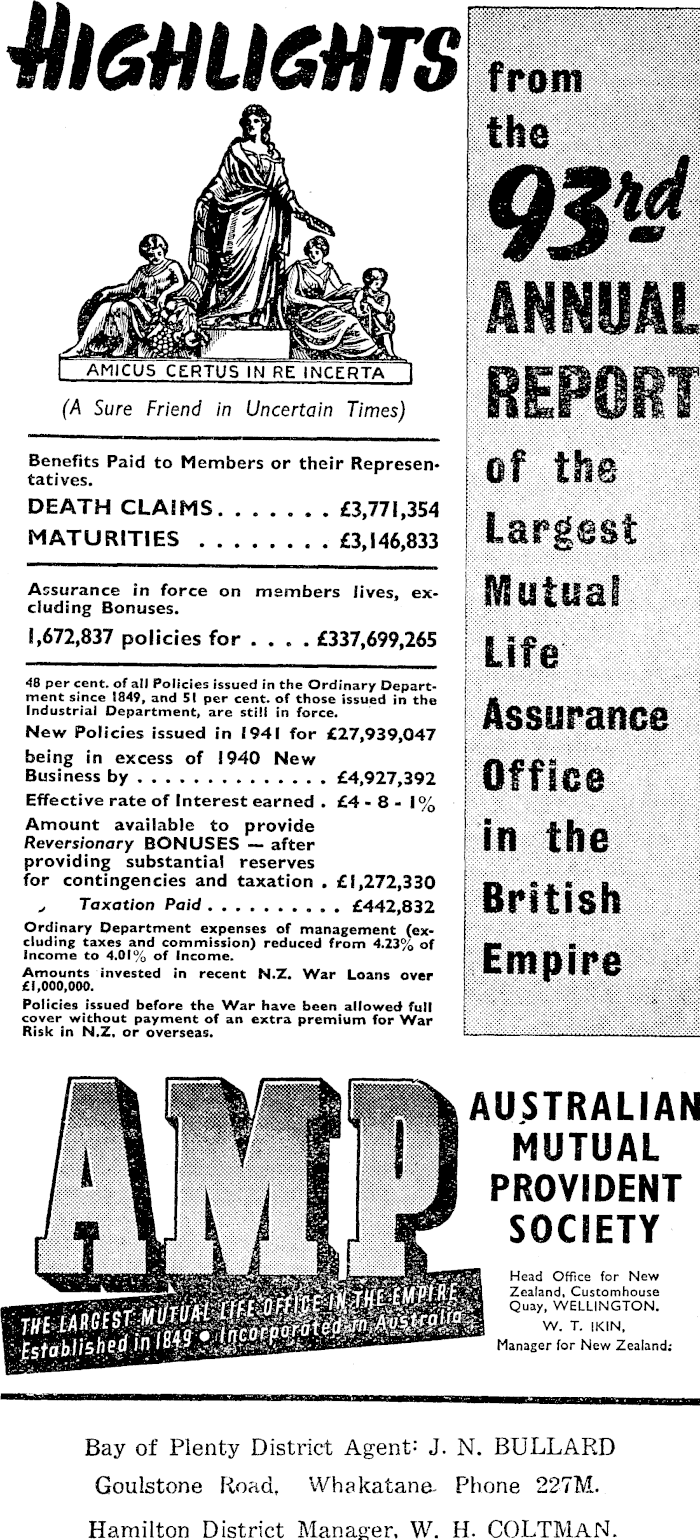 HIGHLIGHTS
AMICUS CERTUS IN RE INCERTA
(A Sure Friend in Uncertain Times)
Benefits Paid to Members or their Represen-
tatives.
DEATH CLAIMS. . . . . . . £3,771,354
MATURITIES . . . . . . . . £3,146,833
Assurance in force on members lives, ex-
cluding Bonuses.
1,672,837 policies for . . . . £337,699,265
48 per cent. of all Policies issued in the Ordinary Depart-
ment since 1849, and 51 per cent. of those issued in the
Industrial Department, are still in force.
New Policies issued in 1941 for £27,939,047
being in excess of 1940 New
Business by . . . . . . . . . . . . . . £4,927,392
Effective rate of Interest earned . £4 - 8 - 1%
Amount available to provide
Reversionary BONUSES — after
providing substantial reserves
for contingencies and taxation . £1,272,330
Taxation Paid . . . . . . . . . . £442,832
Ordinary Department expenses of management (ex-
cluding taxes and commission) reduced from 4.23% of
Income to 4.01% of Income.
Amounts invested in recent N.Z. War Loans over
£1,000,000.
Policies issued before the War have been allowed full
cover without payment of an extra premium for War
Risk in N.Z. or overseas.
from
the
93rd
ANNUAL
REPORT
of the
Largest
Mutual
Life
Assurance
Office
in the
British
Empire
AMP
THE LARGEST MUTUAL LIFE OFFICE IN THE EMPIRE
Established in 1849 ● Incorporated in Australia
AUSTRALIAN
MUTUAL
PROVIDENT
SOCIETY
Head Office for New
Zealand, Customhouse
Quay, WELLINGTON.
W. T. IKIN,
Manager for New Zealand:
Bay of Plenty District Agent: J. N. BULLARD
Goulstone Road, Whakatane. Phone 227M.
Hamilton District Manager, W. H. COLTMAN.